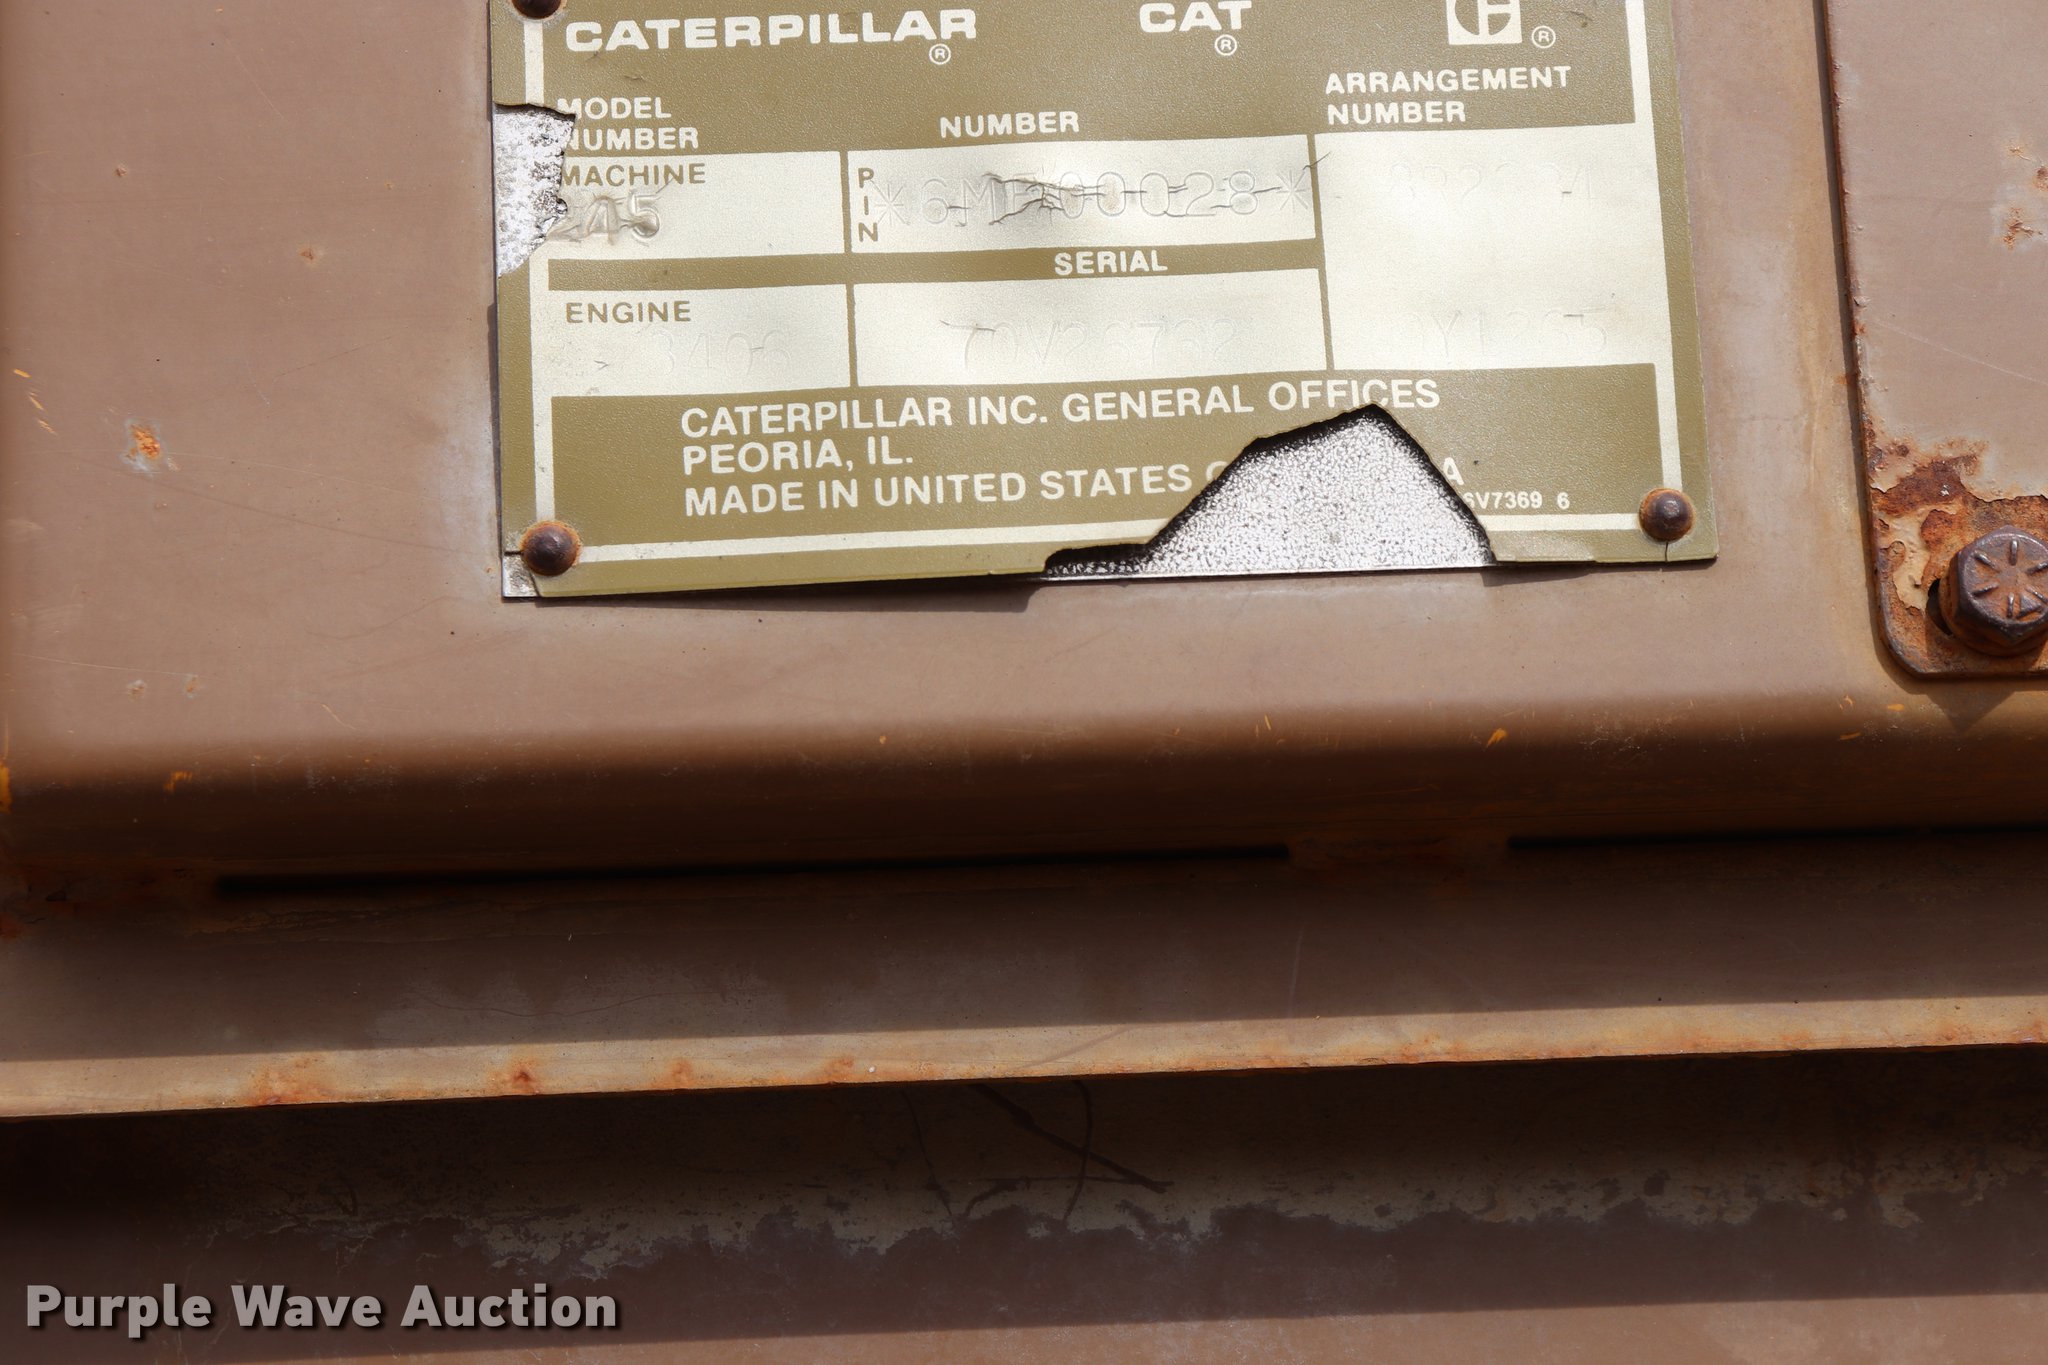 CATERPILLAR® CAT® ®
MODEL NUMBER
NUMBER
ARRANGEMENT NUMBER
MACHINE
PIN
SERIAL
ENGINE
3406
CATERPILLAR INC. GENERAL OFFICES
PEORIA, IL.
MADE IN UNITED STATES
6V7369 6
Purple Wave Auction